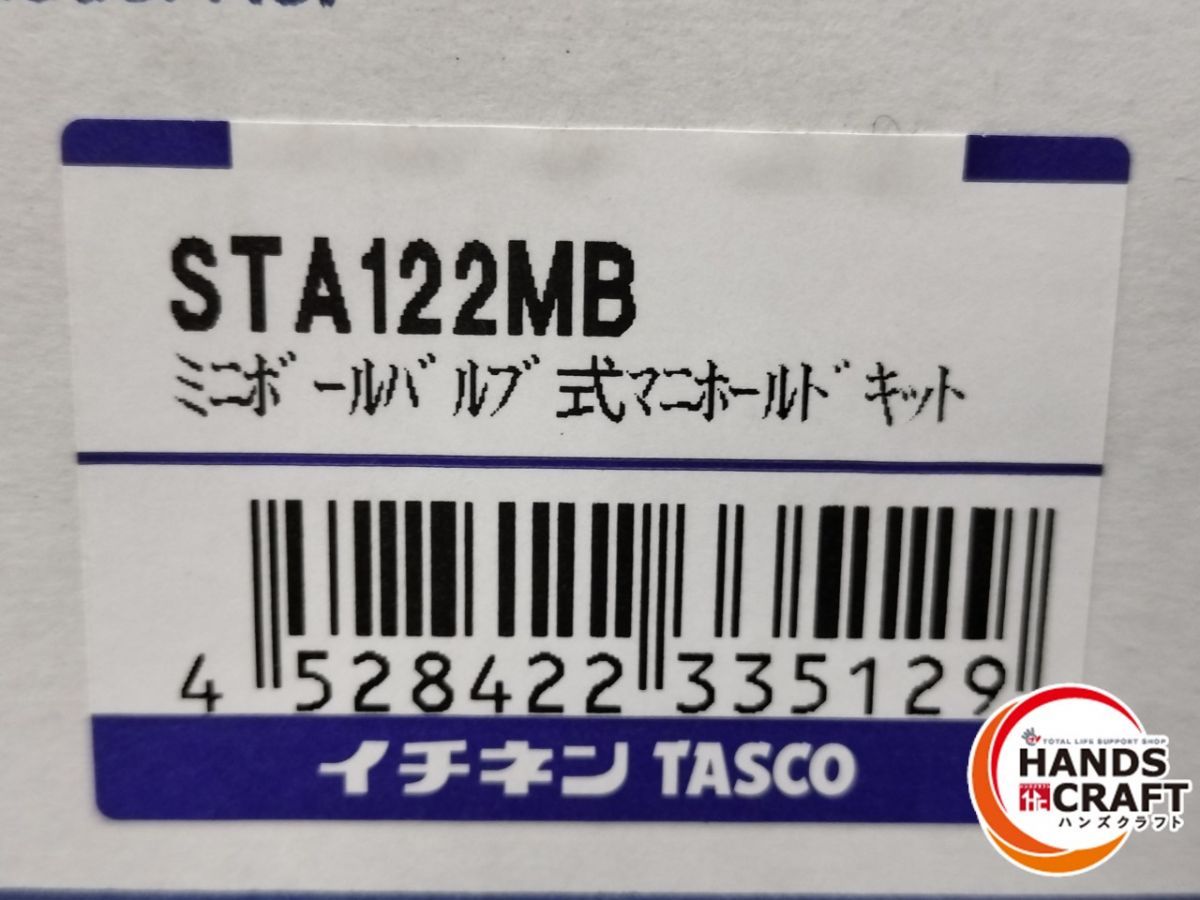 STA122MB
ミニボールバルブ式マニホールドキット
4 528422 335129
イチネン TASCO
TOTAL LIFE SUPPORT SHOP
HANDS
CRAFT
ハンズクラフト